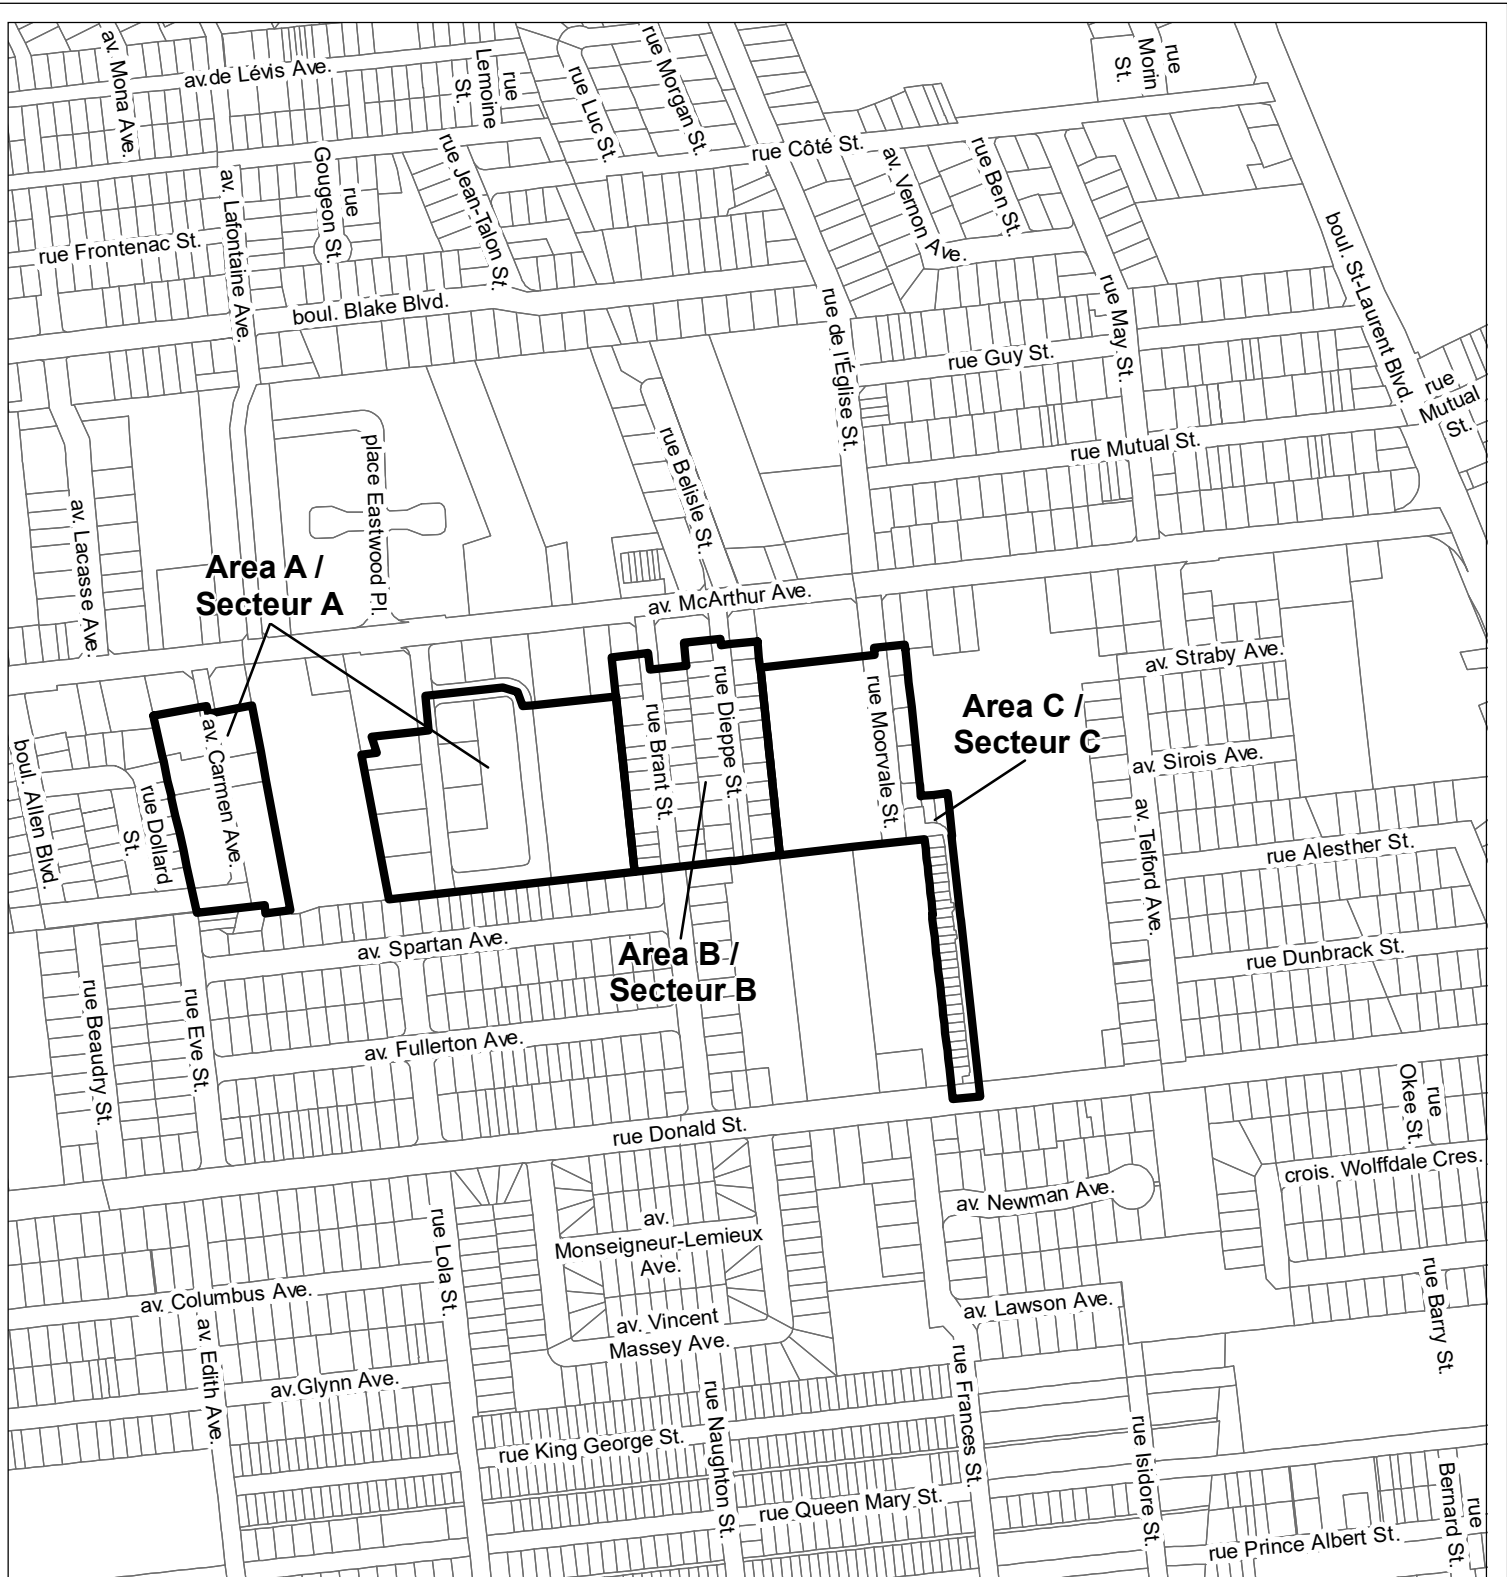 av. Mona Ave.
av.de Lévis Ave.
rue
Lemoine
St.
rue Luc St.
rue Morgan St.
rue
Morin
St.
rue Côté St.
rue Jean-Talon St.
rue
Gougeon St.
av. Lafontaine Ave.
rue Frontenac St.
boul. Blake Blvd.
av. Vernon Ave.
rue Ben St.
rue May St.
boul. St-Laurent Blvd.
rue de l'Église St.
rue Guy St.
rue
Mutual
St.
rue Mutual St.
place Eastwood Pl.
rue Belisle St.
av. Lacasse Ave.
Area A /
Secteur A
av. McArthur Ave.
av. Straby Ave.
rue Brant St.
rue Dieppe St.
rue Moorvale St.
Area C /
Secteur C
av. Sirois Ave.
boul. Allen Blvd.
rue Dollard
St.
av. Carmen Ave.
av. Telford Ave.
rue Alesther St.
av. Spartan Ave.
Area B /
Secteur B
rue Dunbrack St.
rue Beaudry St.
rue Eve St.
av. Fullerton Ave.
rue Donald St.
rue
Okee St.
crois. Wolffdale Cres.
av. Newman Ave.
av.
Monseigneur-Lemieux
Ave.
rue Lola St.
av. Columbus Ave.
av. Vincent
Massey Ave.
av. Lawson Ave.
rue Barry St.
av. Edith Ave.
av.Glynn Ave.
rue Frances St.
rue King George St.
rue Naughton St.
rue Isidore St.
rue Queen Mary St.
rue Prince Albert St.
rue
Bernard St.